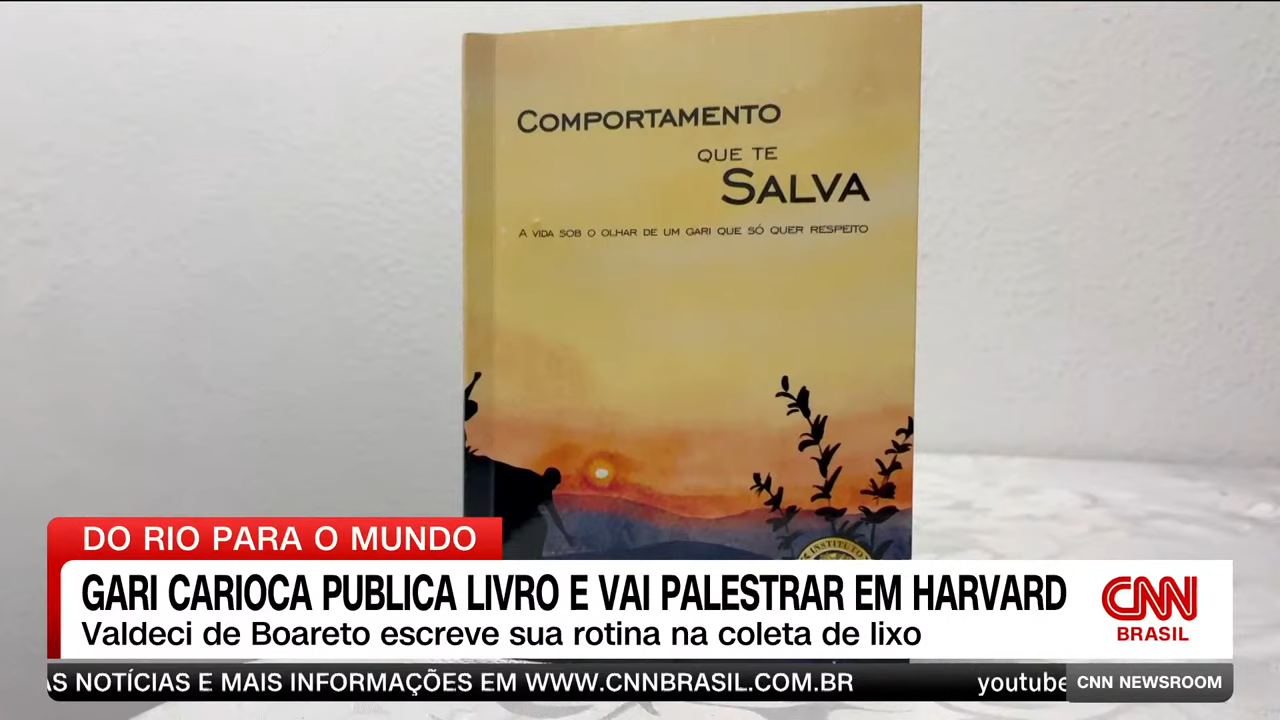 COMPORTAMENTO
QUE TE
SALVA
A VIDA SOB O OLHAR DE UM GARI QUE SÓ QUER RESPEITO
INSTITUTO
DO RIO PARA O MUNDO
GARI CARIOCA PUBLICA LIVRO E VAI PALESTRAR EM HARVARD
Valdeci de Boareto escreve sua rotina na coleta de lixo
CNN
BRASIL
AS NOTÍCIAS E MAIS INFORMAÇÕES EM WWW.CNNBRASIL.COM.BR
youtube
CNN NEWSROOM